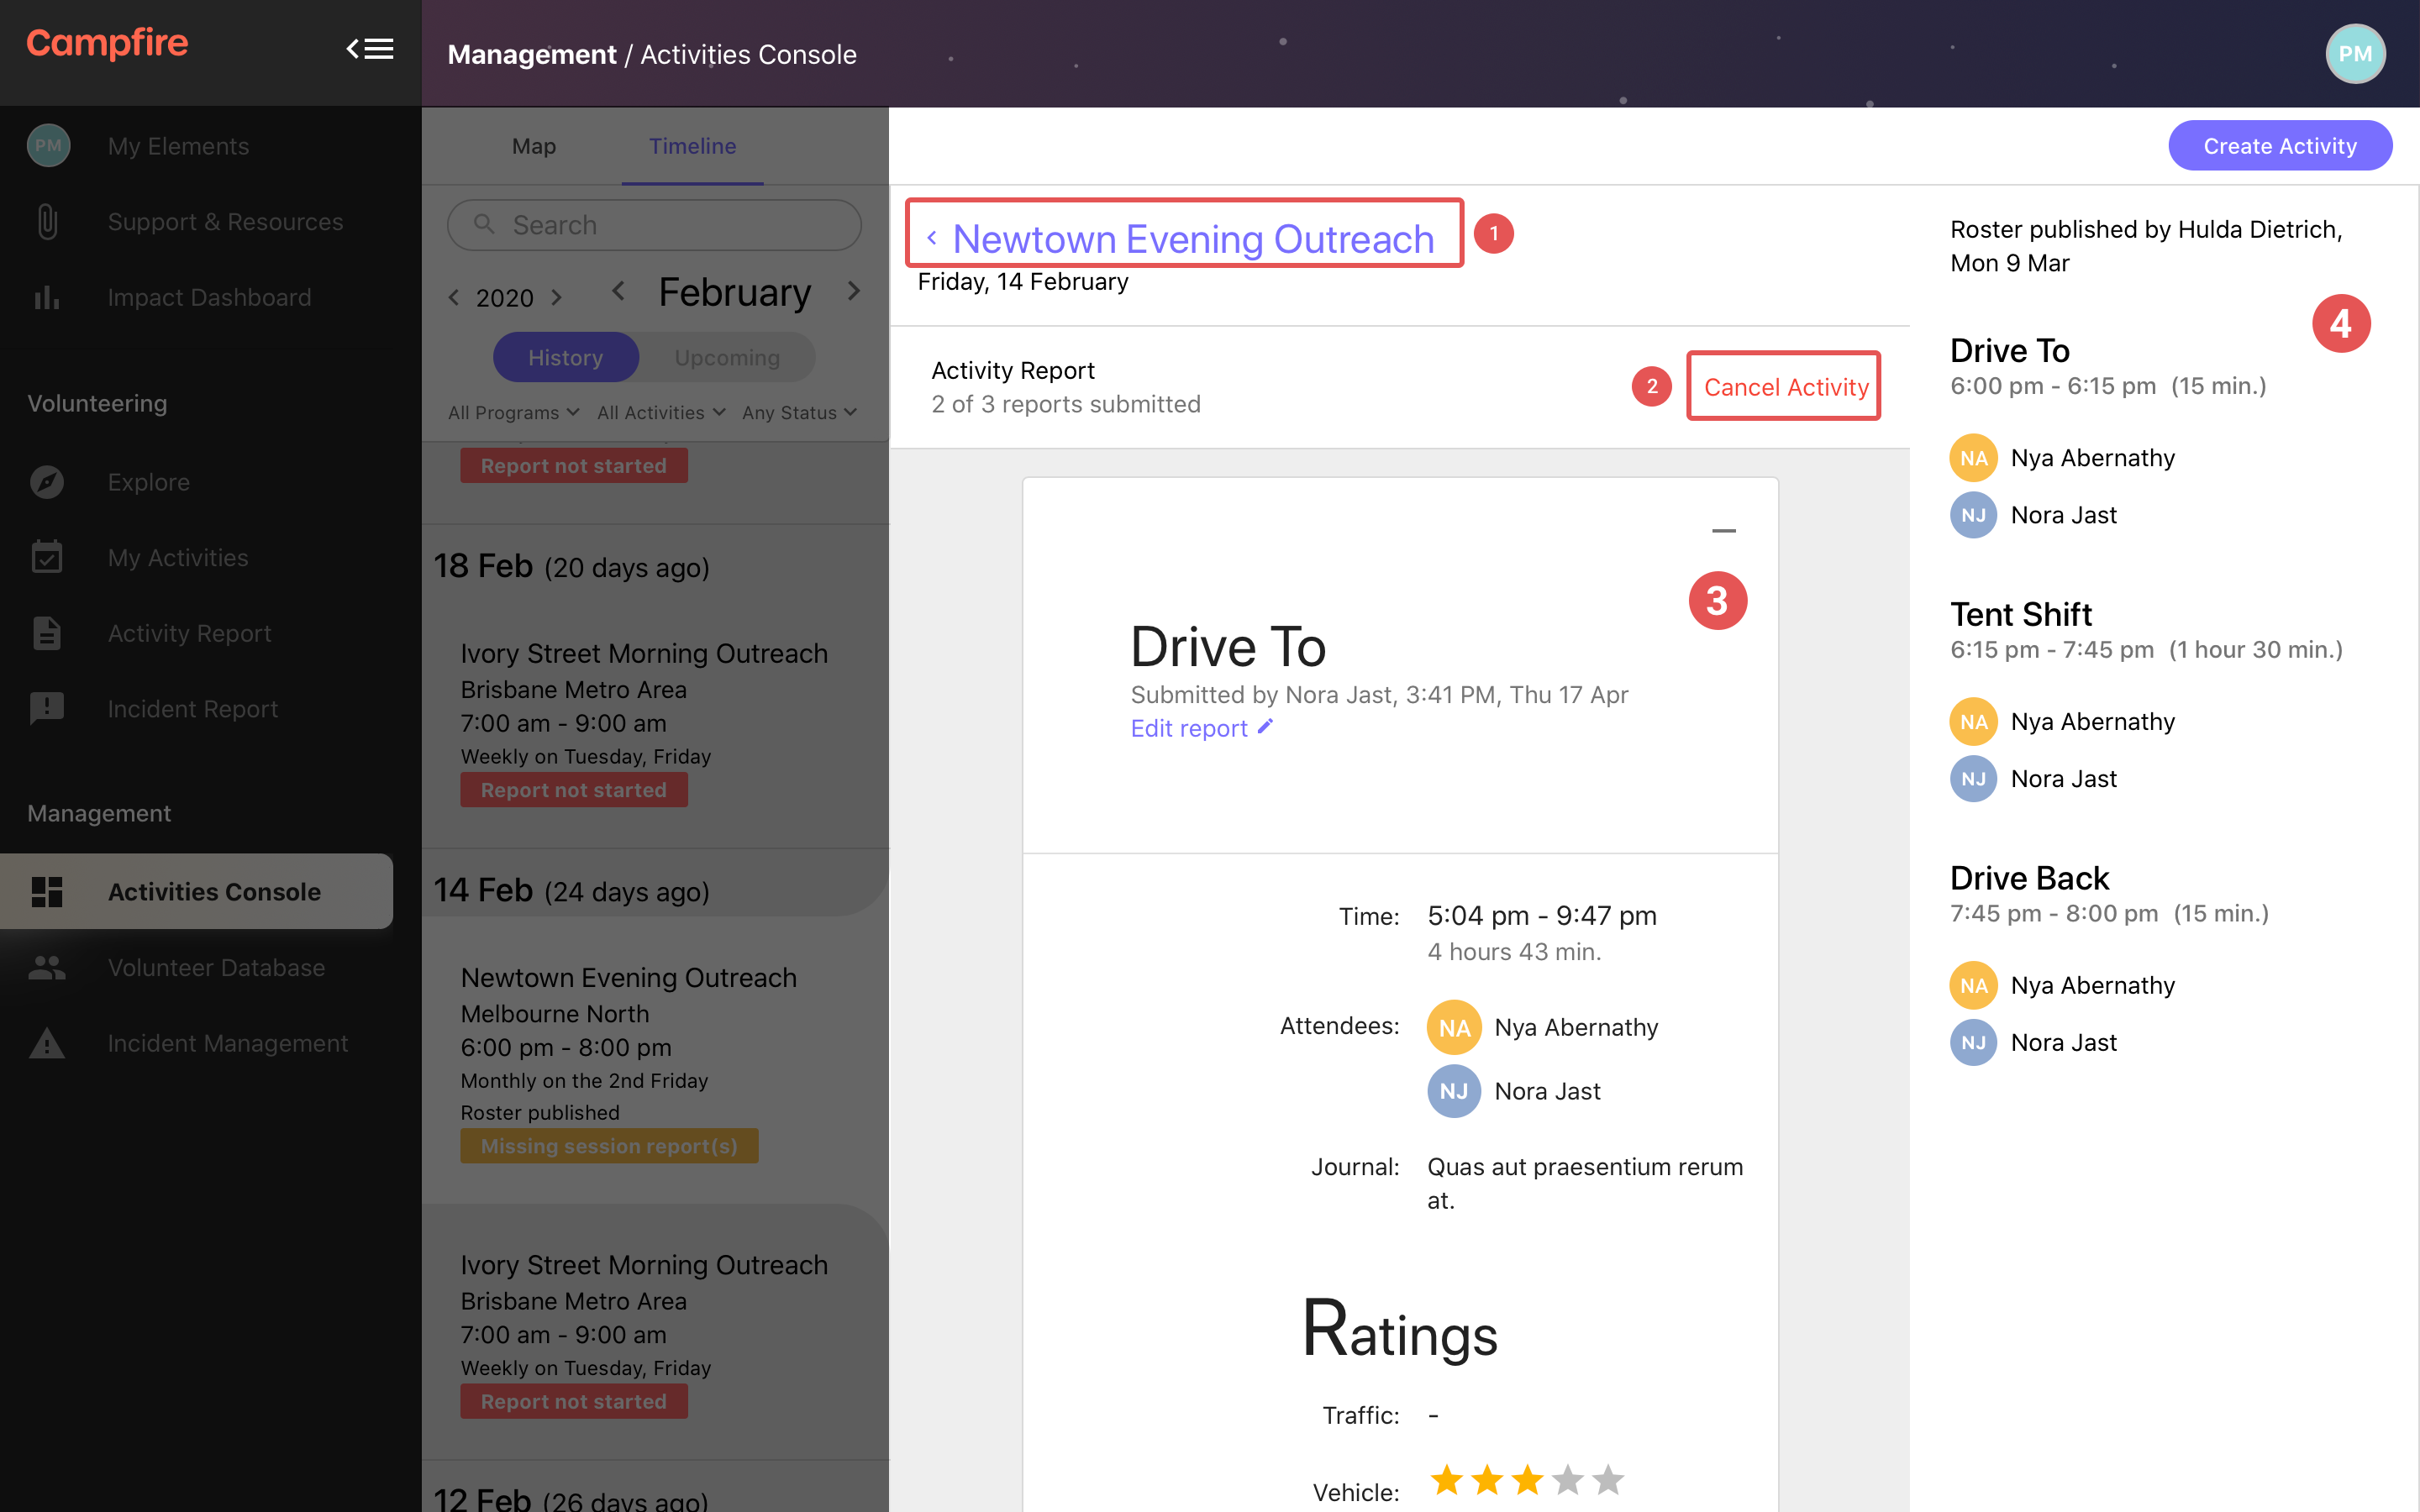 Campfire
Management / Activities Console
PM
PM
My Elements
Support & Resources
Impact Dashboard
Volunteering
Explore
My Activities
Activity Report
Incident Report
Management
Activities Console
Volunteer Database
Incident Management
Map
Timeline
Search
2020
February
History
Upcoming
All Programs
All Activities
Any Status
Report not started
18 Feb (20 days ago)
Ivory Street Morning Outreach
Brisbane Metro Area
7:00 am - 9:00 am
Weekly on Tuesday, Friday
Report not started
14 Feb (24 days ago)
Newtown Evening Outreach
Melbourne North
6:00 pm - 8:00 pm
Monthly on the 2nd Friday
Roster published
Missing session report(s)
Ivory Street Morning Outreach
Brisbane Metro Area
7:00 am - 9:00 am
Weekly on Tuesday, Friday
Report not started
12 Feb (26 days ago)
Create Activity
Newtown Evening Outreach
1
Friday, 14 February
Activity Report
2 of 3 reports submitted
2
Cancel Activity
3
Drive To
Submitted by Nora Jast, 3:41 PM, Thu 17 Apr
Edit report
Time: 5:04 pm - 9:47 pm
4 hours 43 min.
Attendees: NA Nya Abernathy
NJ Nora Jast
Journal: Quas aut praesentium rerum
at.
Ratings
Traffic: -
Vehicle:
Roster published by Hulda Dietrich,
Mon 9 Mar
4
Drive To
6:00 pm - 6:15 pm (15 min.)
NA Nya Abernathy
NJ Nora Jast
Tent Shift
6:15 pm - 7:45 pm (1 hour 30 min.)
NA Nya Abernathy
NJ Nora Jast
Drive Back
7:45 pm - 8:00 pm (15 min.)
NA Nya Abernathy
NJ Nora Jast